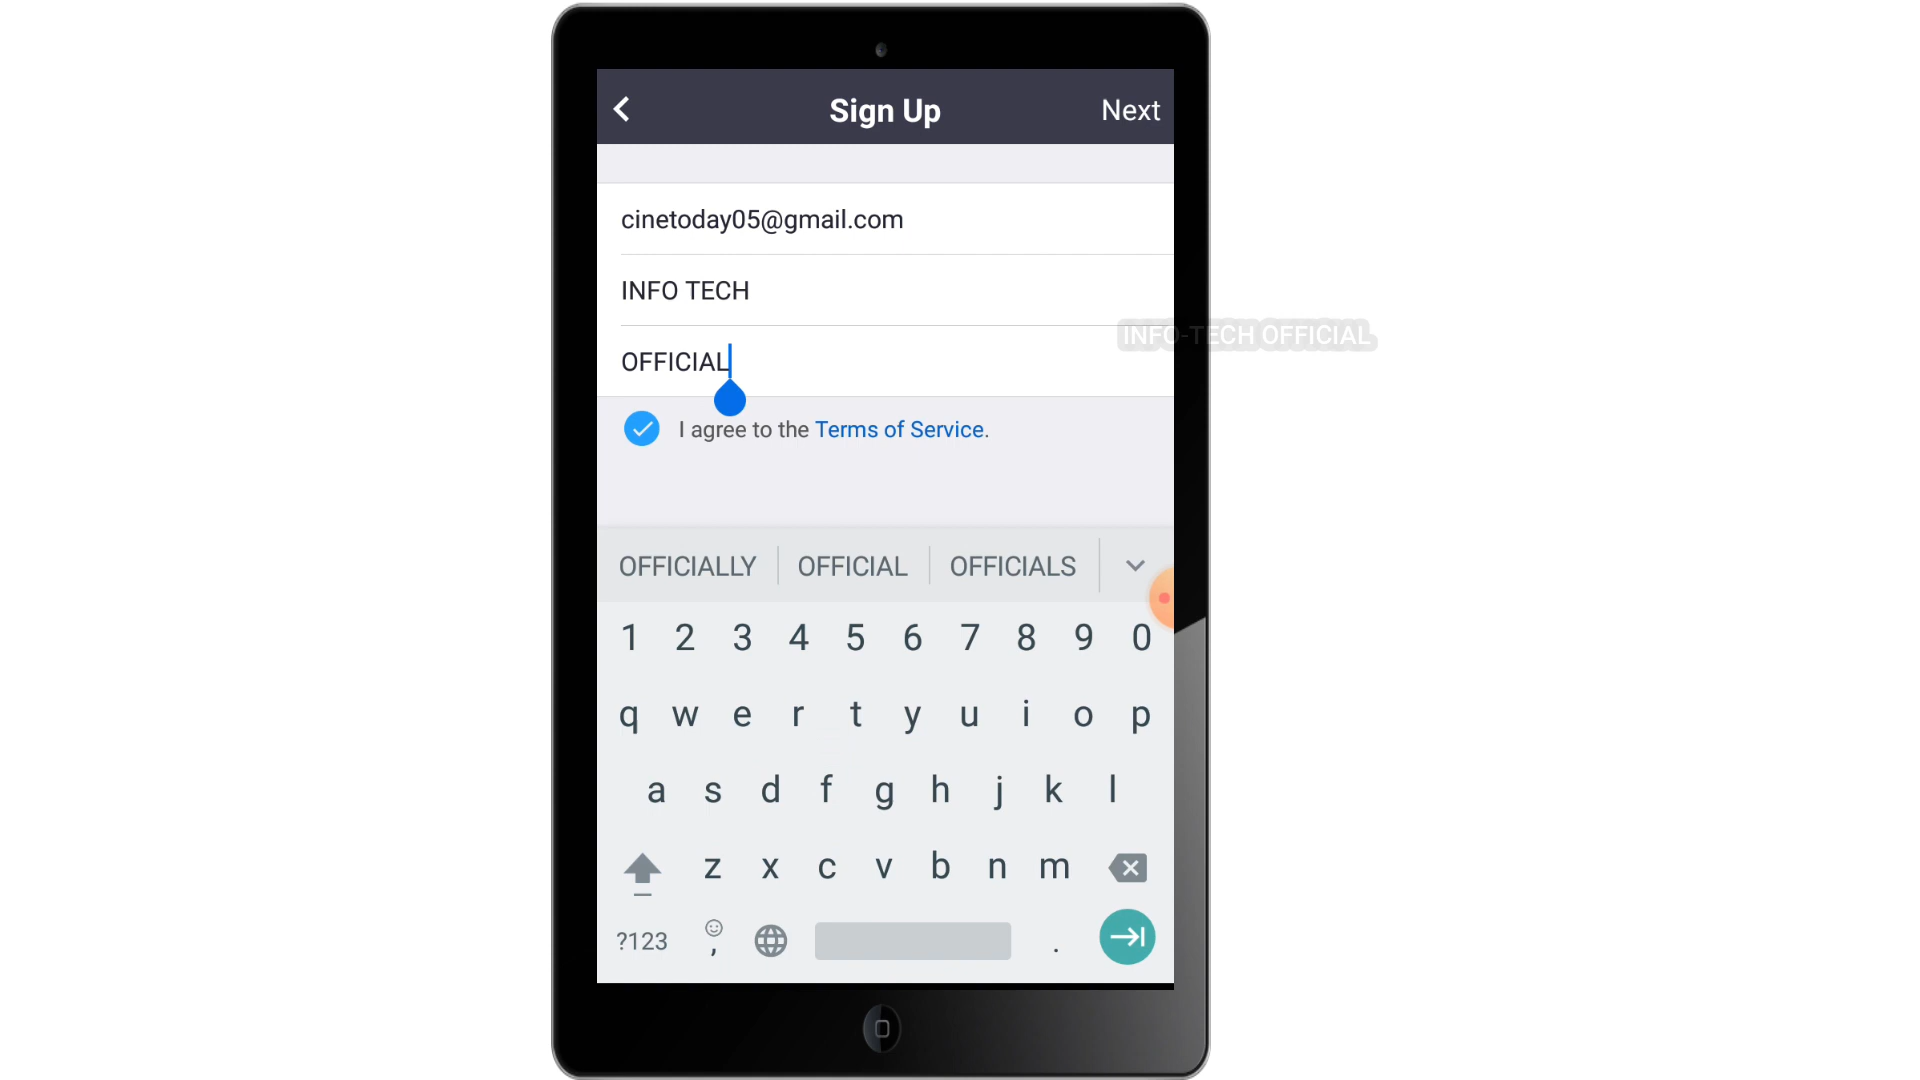 Sign Up Next
cinetoday05@gmail.com
INFO TECH
INFO-TECH OFFICIAL
OFFICIAL
I agree to the Terms of Service.
OFFICIALLY OFFICIAL OFFICIALS
1 2 3 4 5 6 7 8 9 0
q w e r t y u i o p
a s d f g h j k l
z x c v b n m
?123 , .